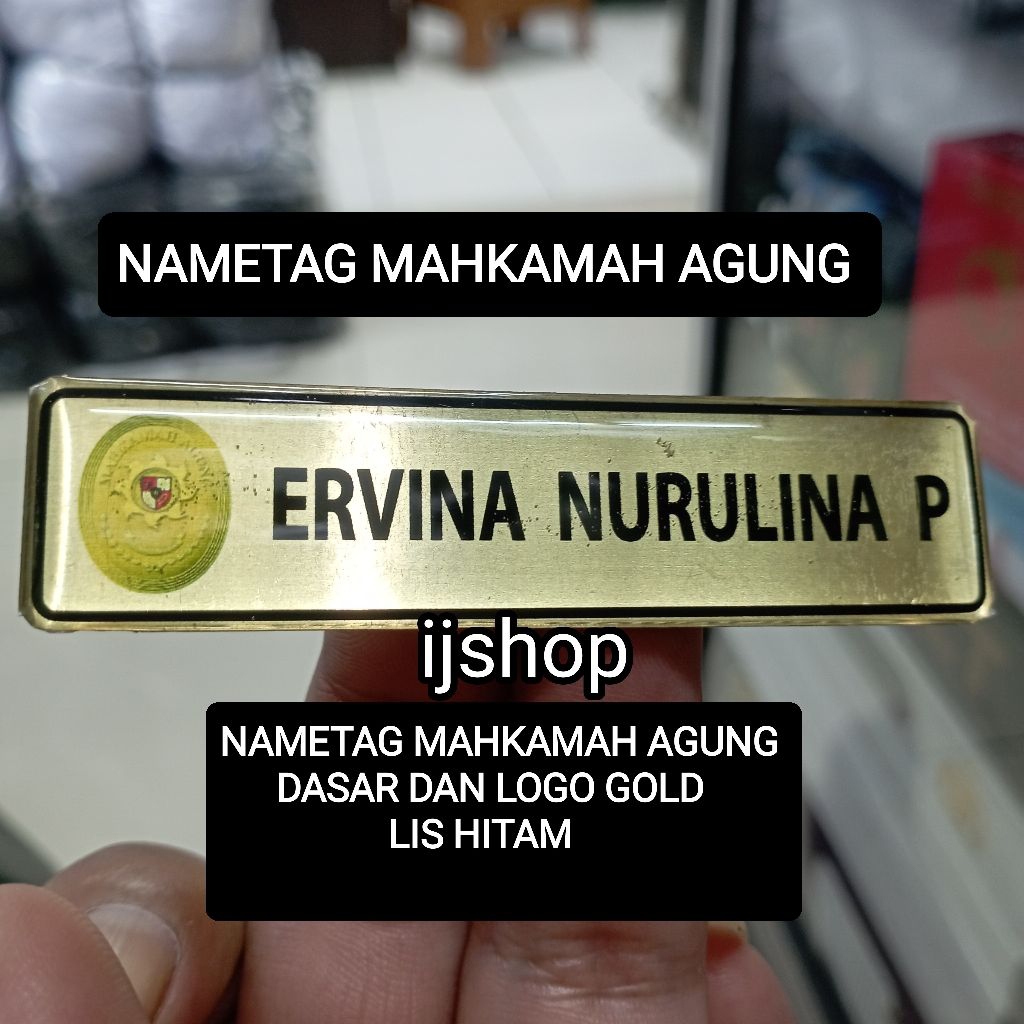 NAMETAG MAHKAMAH AGUNG
ERVINA NURULINA P
ijshop
NAMETAG MAHKAMAH AGUNG
DASAR DAN LOGO GOLD
LIS HITAM